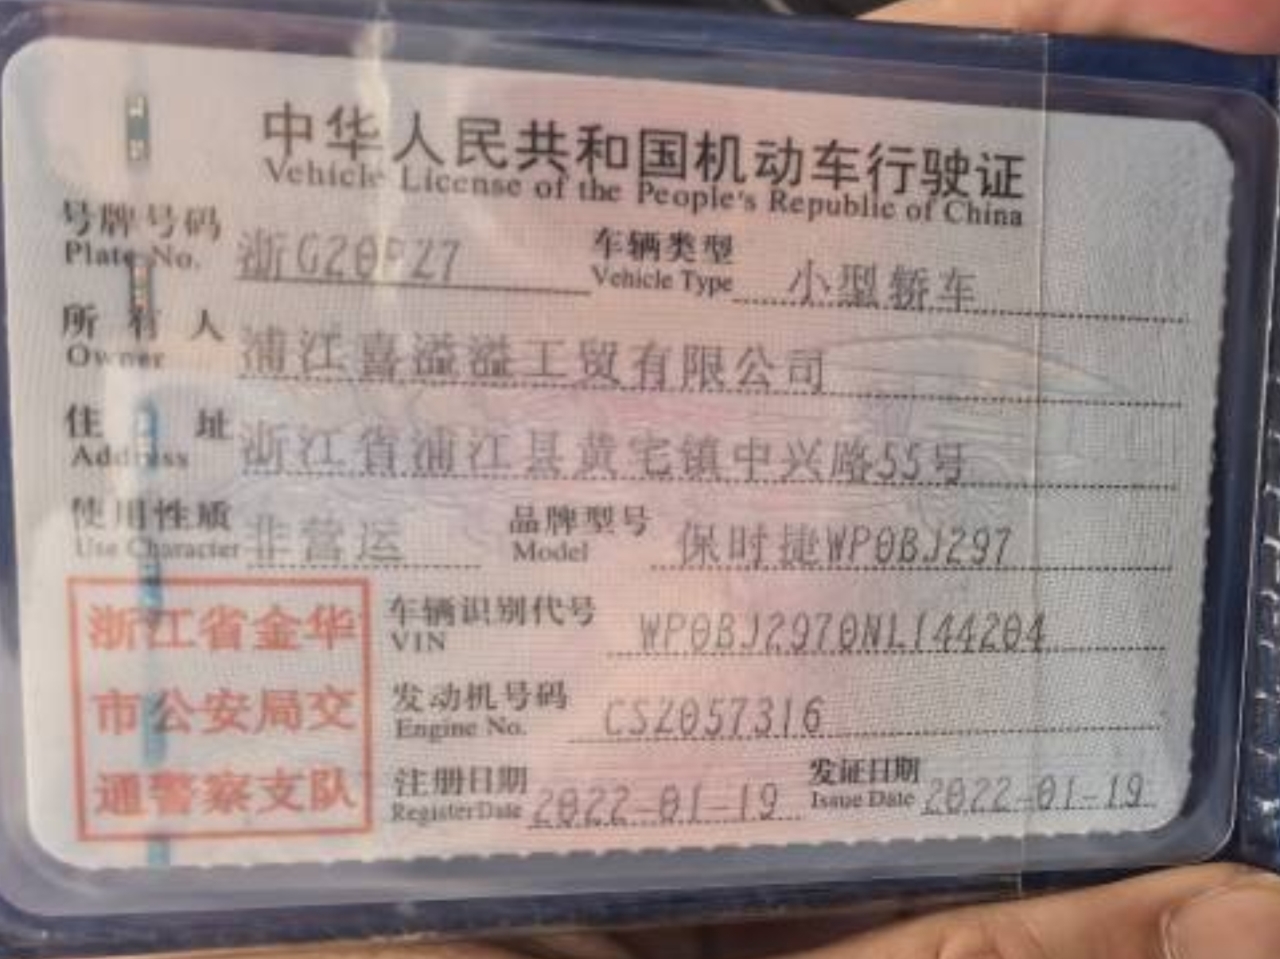 中华人民共和国机动车行驶证
Vehicle License of the People's Republic of China
号牌号码 车辆类型 小型轿车
Plate No. Vehicle Type
所有人 浦江喜溢溢工贸有限公司
Owner
住址 浙江省浦江县黄宅镇中兴路55号
Address
使用性质 非营运 品牌型号 保时捷WP0BJ297
Use Character Model
浙江省金华
市公安局交
通警察支队
车辆识别代号 WP0BJ2970NL144204
VIN
发动机号码 CSZ057316
Engine No.
注册日期 2022-01-19 发证日期 2022-01-19
Register Date Issue Date